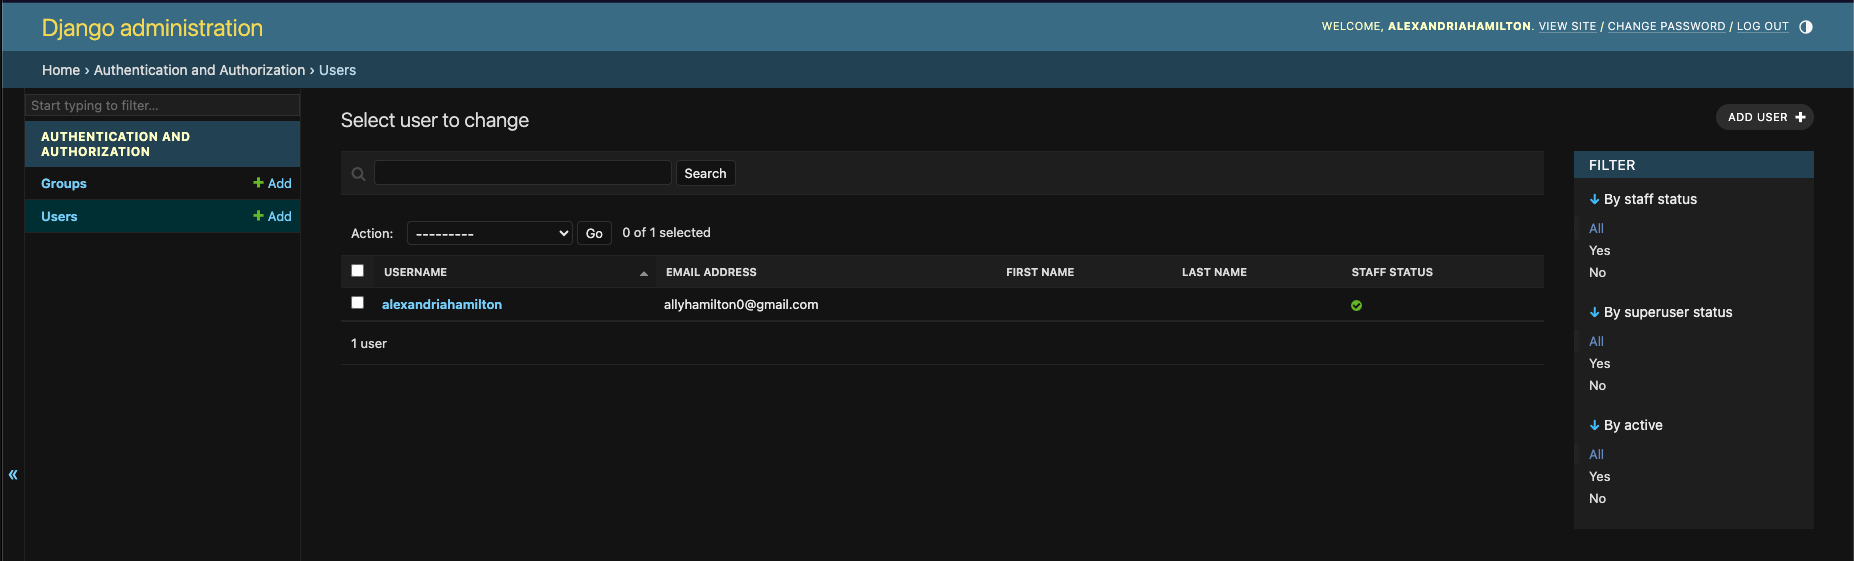 Django administration
WELCOME, ALEXANDRIAHAMILTON. VIEW SITE / CHANGE PASSWORD / LOG OUT
Home › Authentication and Authorization › Users
Start typing to filter...
AUTHENTICATION AND
AUTHORIZATION
Groups + Add
Users + Add
«
Select user to change
ADD USER +
Search
Action: --------- Go 0 of 1 selected
USERNAME EMAIL ADDRESS FIRST NAME LAST NAME STAFF STATUS
alexandriahamilton allyhamilton0@gmail.com
1 user
FILTER
↓ By staff status
All
Yes
No
↓ By superuser status
All
Yes
No
↓ By active
All
Yes
No